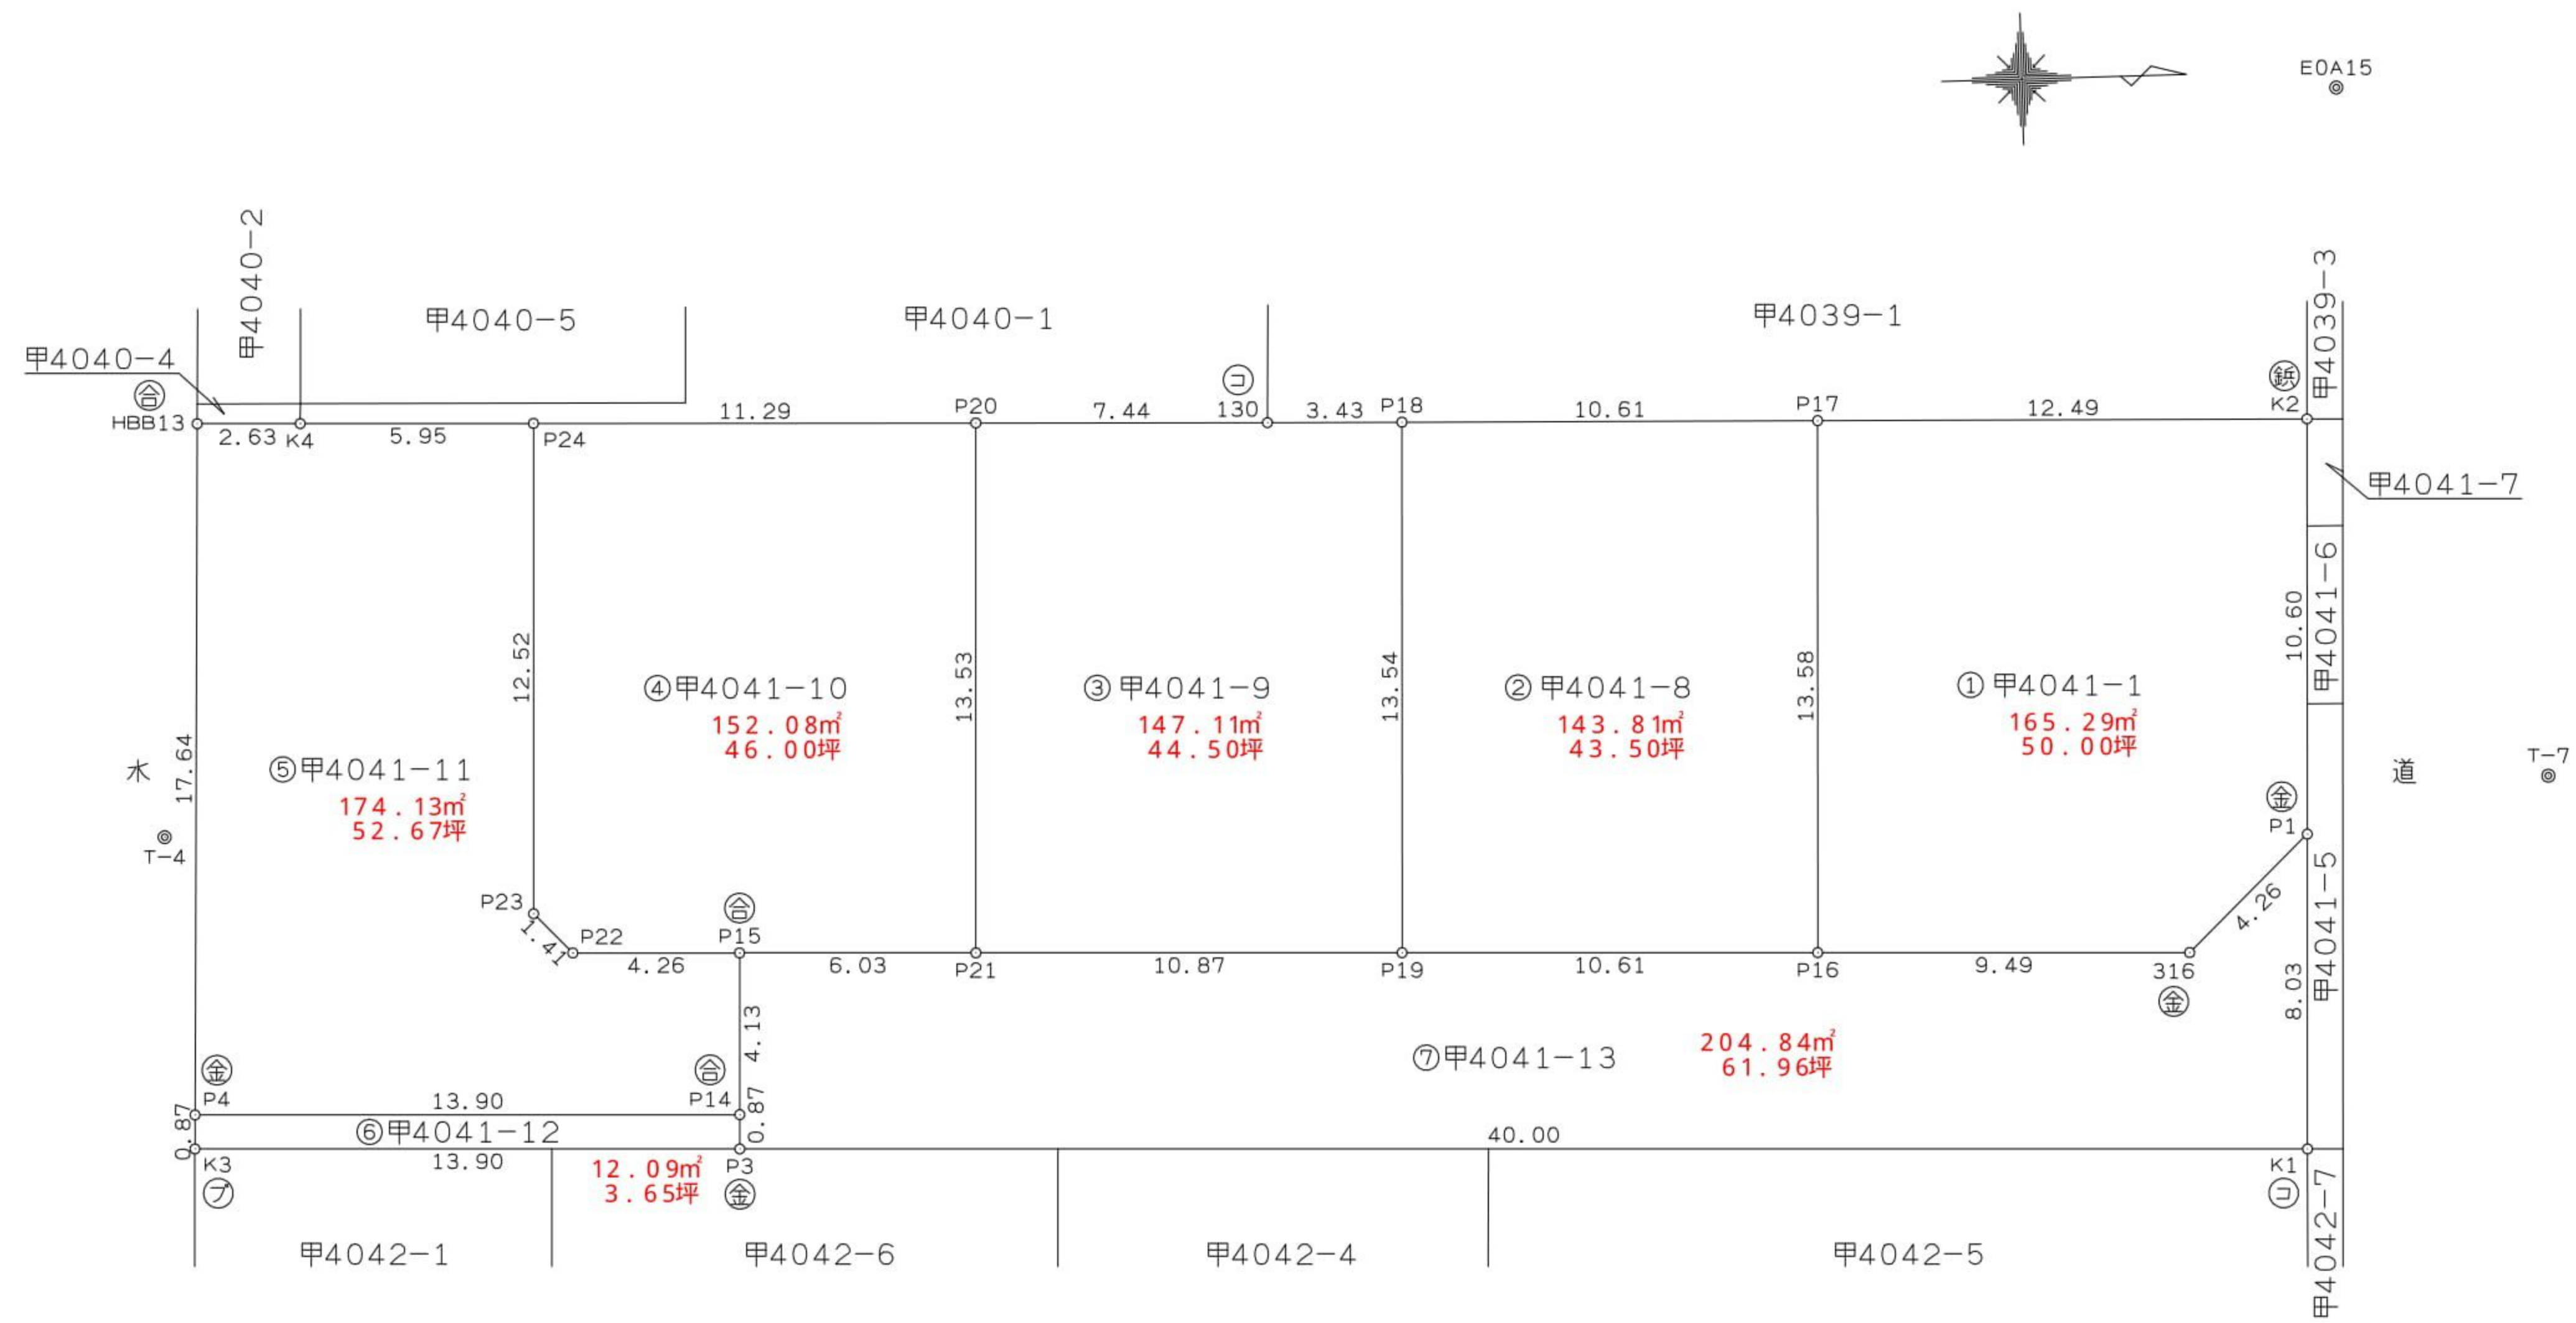 E0A15
甲4040-2
甲4039-3
甲4040-5
甲4040-1
甲4039-1
甲4040-4
合
コ
鋲
HBB13
2.63
K4
5.95
P24
11.29
P20
7.44
130
3.43
P18
10.61
P17
12.49
K2
甲4041-7
甲4041-6
10.60
12.52
13.53
13.54
13.58
④甲4041-10
152.08㎡
46.00坪
③甲4041-9
147.11㎡
44.50坪
②甲4041-8
143.81㎡
43.50坪
①甲4041-1
165.29㎡
50.00坪
水
17.64
⑤甲4041-11
174.13㎡
52.67坪
T-4
道
T-7
金
P1
甲4041-5
4.26
P23
1.41
P22
合
P15
4.26
6.03
P21
10.87
P19
10.61
P16
9.49
316
金
8.03
4.13
⑦甲4041-13
204.84㎡
61.96坪
金
P4
合
P14
13.90
0.87
0.87
⑥甲4041-12
40.00
K3
プ
13.90
12.09㎡
3.65坪
P3
金
K1
コ
甲4042-7
甲4042-1
甲4042-6
甲4042-4
甲4042-5